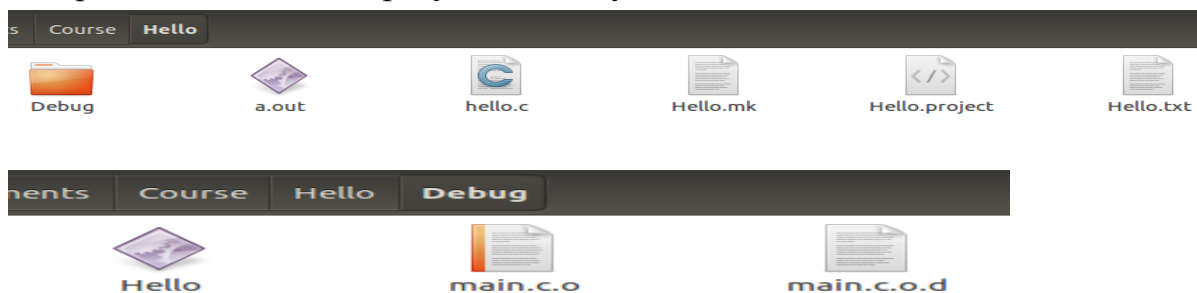 Course Hello
Debug a.out hello.c Hello.mk Hello.project Hello.txt
Course Hello Debug
Hello main.c.o main.c.o.d